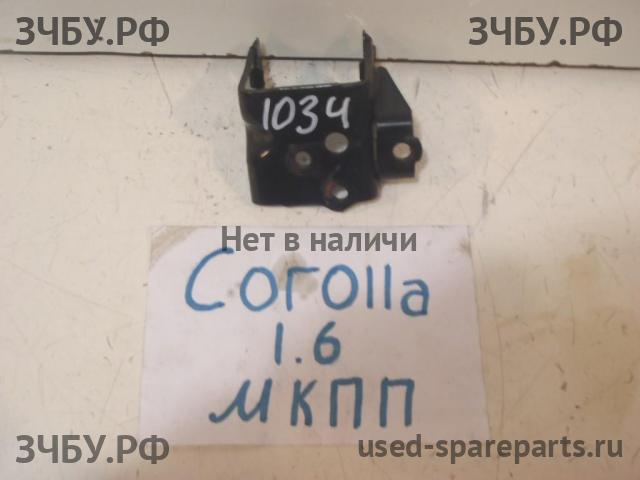 ЗЧБУ.РФ ЗЧБУ.РФ
1034
Нет в наличи
Corolla
1.6
МКПП
ЗЧБУ.РФ used-spareparts.ru